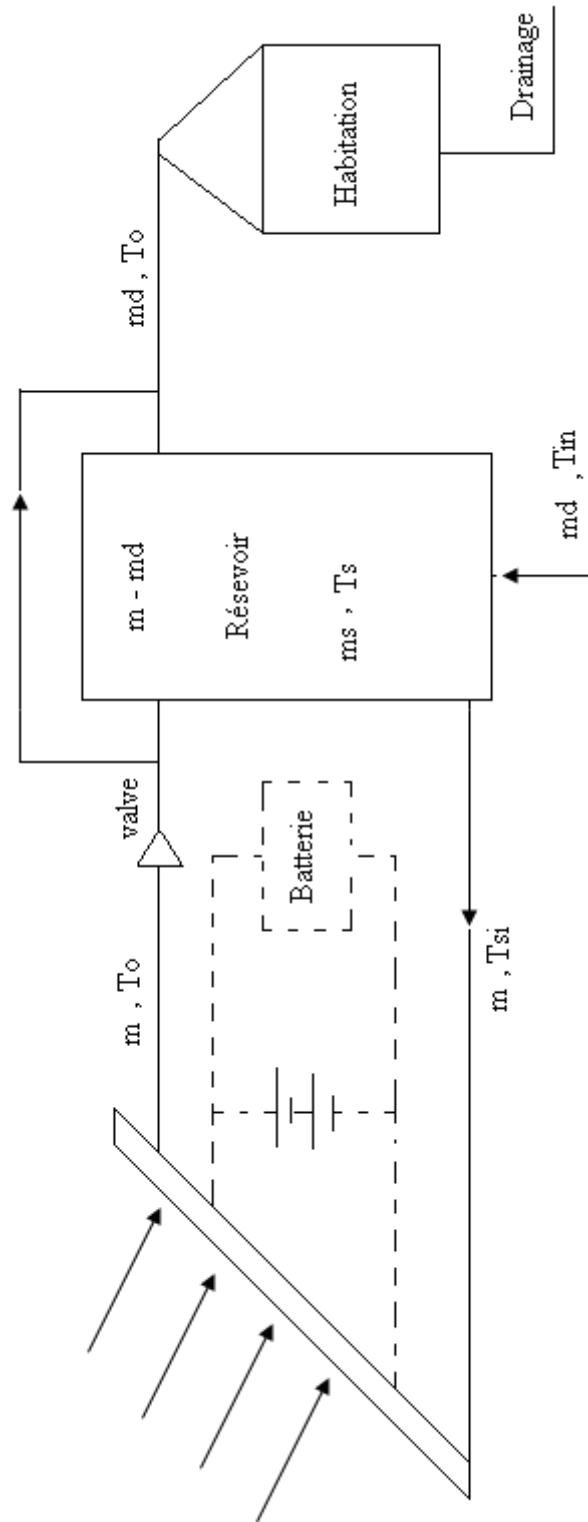 m , To
valve
md , To
m - md
Résevoir
ms , Ts
Habitation
Batterie
Drainage
m , Tsi
md , Tin